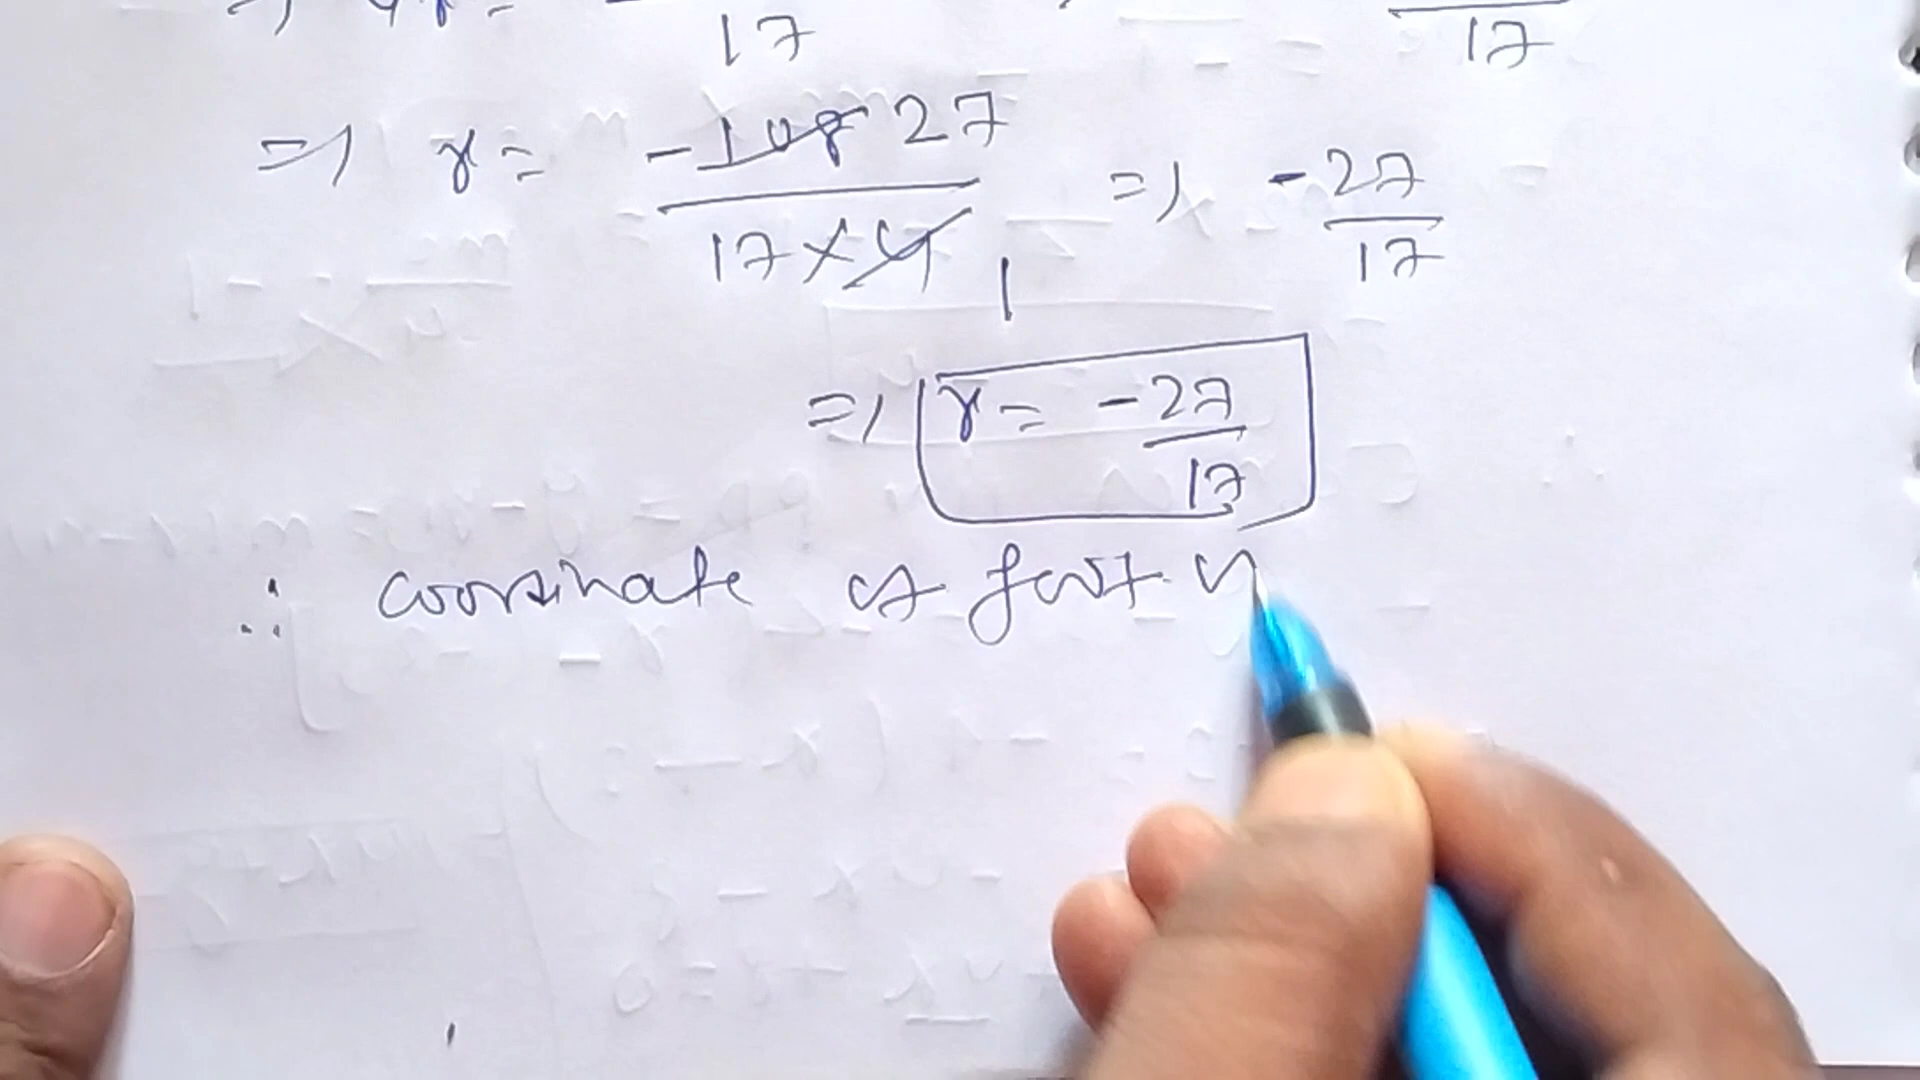 17 17
=> γ = -108 27 / 17×4 1 => -27/17
=> γ = -27/17
∴ coordinate of foot